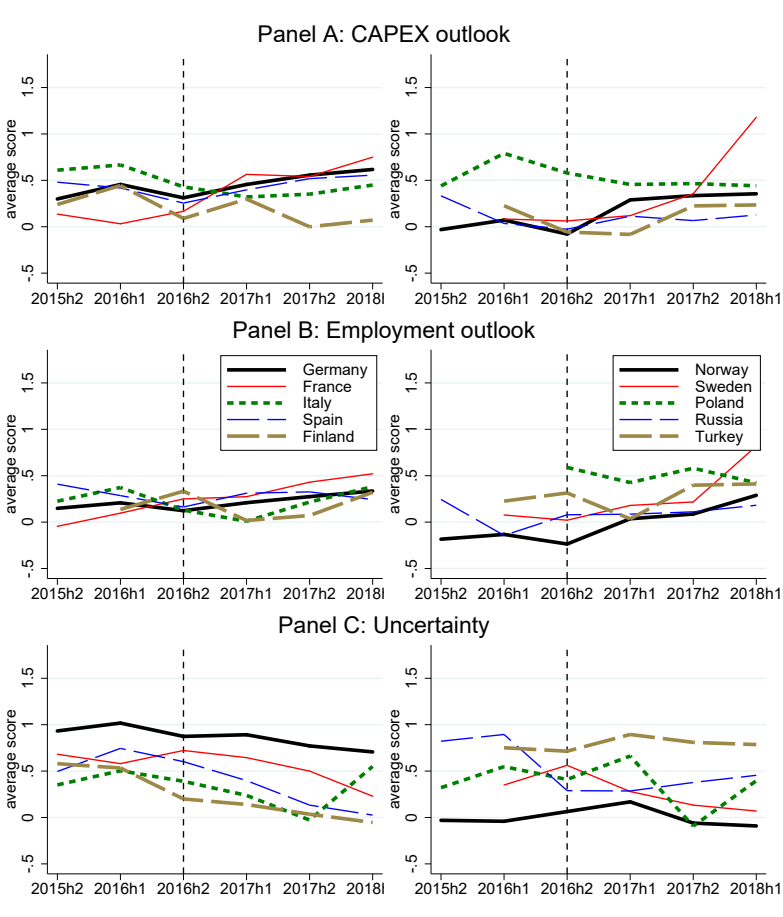 Panel A: CAPEX outlook
average score
-.5 0 .5 1 1.5
2015h2 2016h1 2016h2 2017h1 2017h2 2018l
average score
-.5 0 .5 1 1.5
2015h2 2016h1 2016h2 2017h1 2017h2 2018h1
Panel B: Employment outlook
average score
-.5 0 .5 1 1.5
Germany
France
Italy
Spain
Finland
2015h2 2016h1 2016h2 2017h1 2017h2 2018l
average score
-.5 0 .5 1 1.5
Norway
Sweden
Poland
Russia
Turkey
2015h2 2016h1 2016h2 2017h1 2017h2 2018h1
Panel C: Uncertainty
average score
-.5 0 .5 1 1.5
2015h2 2016h1 2016h2 2017h1 2017h2 2018l
average score
-.5 0 .5 1 1.5
2015h2 2016h1 2016h2 2017h1 2017h2 2018h1